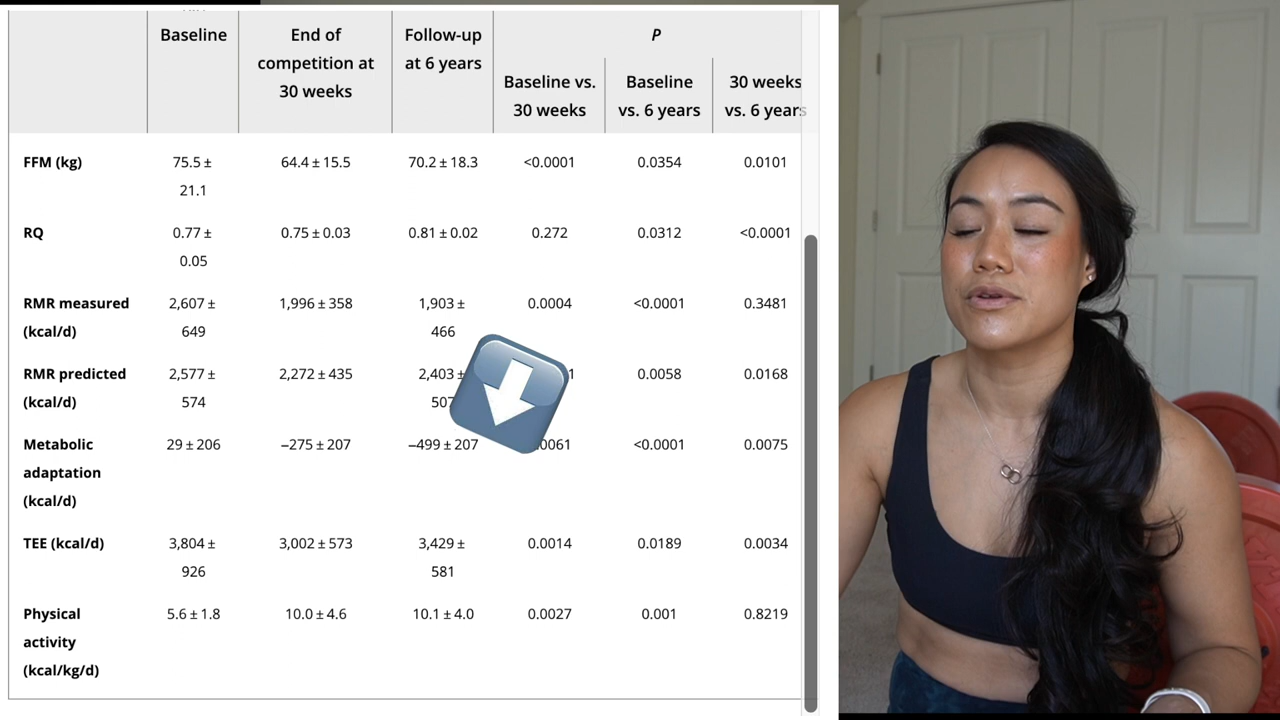 Baseline
End of
competition at
30 weeks
Follow-up
at 6 years
P
Baseline vs.
30 weeks
Baseline
vs. 6 years
30 weeks
vs. 6 years
FFM (kg)
75.5 ±
21.1
64.4 ± 15.5
70.2 ± 18.3
<0.0001
0.0354
0.0101
RQ
0.77 ±
0.05
0.75 ± 0.03
0.81 ± 0.02
0.272
0.0312
<0.0001
RMR measured
(kcal/d)
2,607 ±
649
1,996 ± 358
1,903 ±
466
0.0004
<0.0001
0.3481
RMR predicted
(kcal/d)
2,577 ±
574
2,272 ± 435
2,403 ±
507
0.0058
0.0168
Metabolic
adaptation
(kcal/d)
29 ± 206
−275 ± 207
−499 ± 207
<0.0001
0.0075
TEE (kcal/d)
3,804 ±
926
3,002 ± 573
3,429 ±
581
0.0014
0.0189
0.0034
Physical
activity
(kcal/kg/d)
5.6 ± 1.8
10.0 ± 4.6
10.1 ± 4.0
0.0027
0.001
0.8219